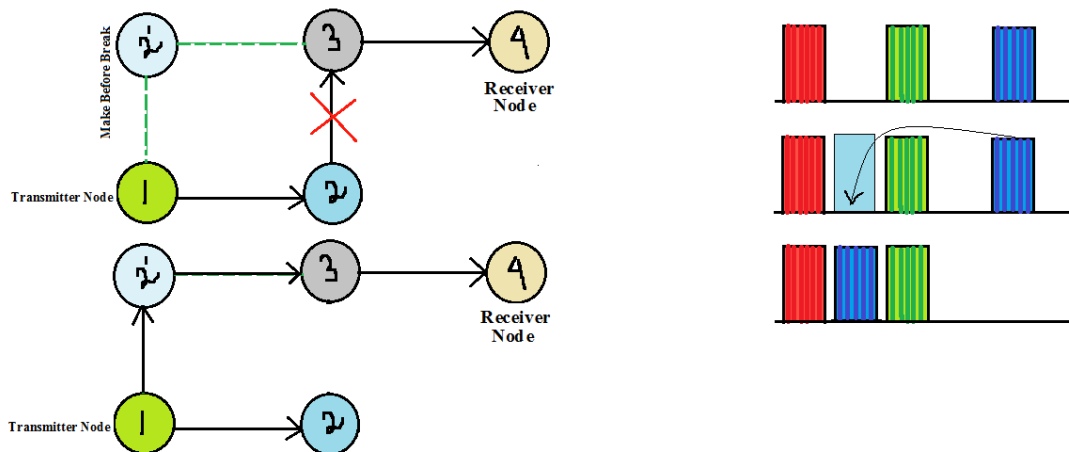 2'
3
4
Make Before Break
Receiver
Node
Transmitter Node
1
2
2'
3
4
Receiver
Node
Transmitter Node
1
2